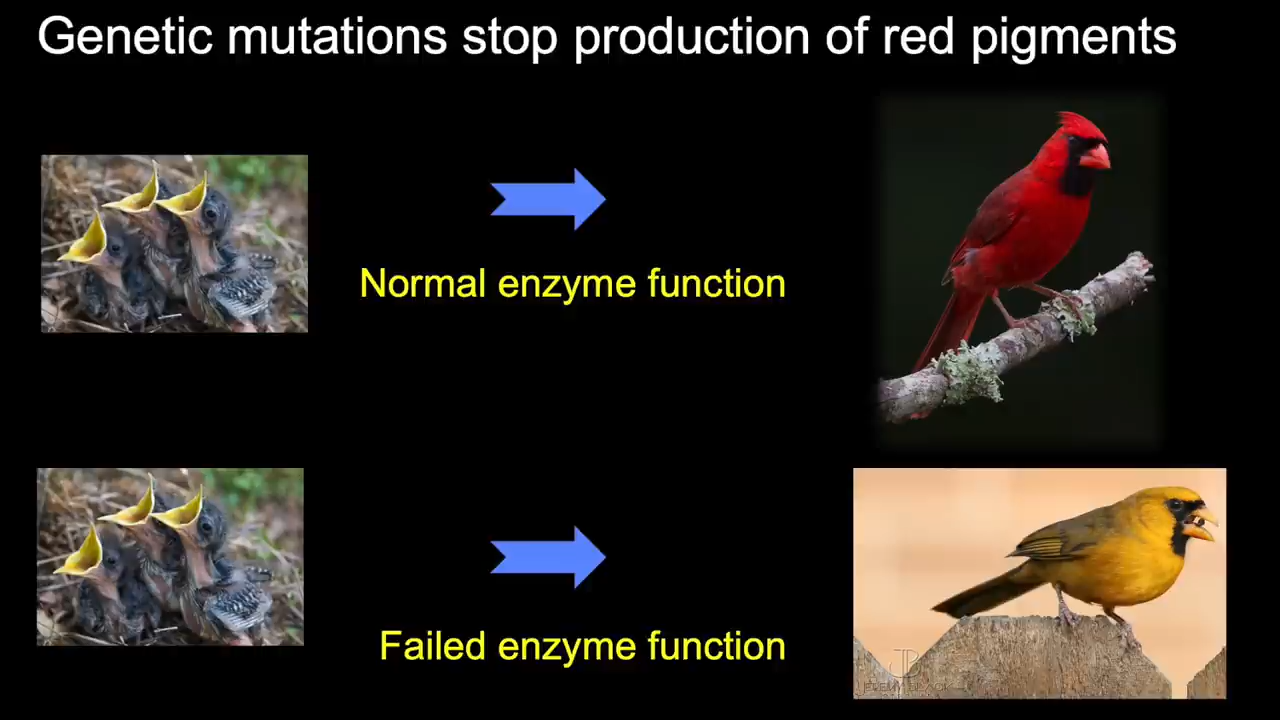 Genetic mutations stop production of red pigments
Normal enzyme function
Failed enzyme function